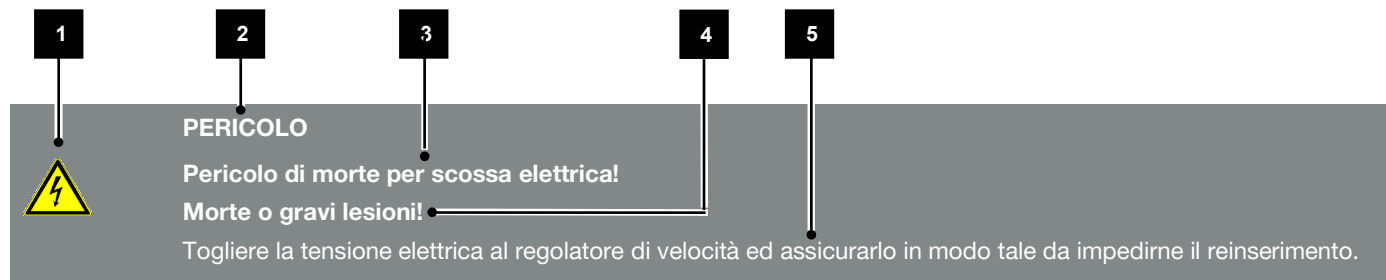 1 2 3 4 5
PERICOLO
Pericolo di morte per scossa elettrica!
Morte o gravi lesioni!
Togliere la tensione elettrica al regolatore di velocità ed assicurarlo in modo tale da impedirne il reinserimento.